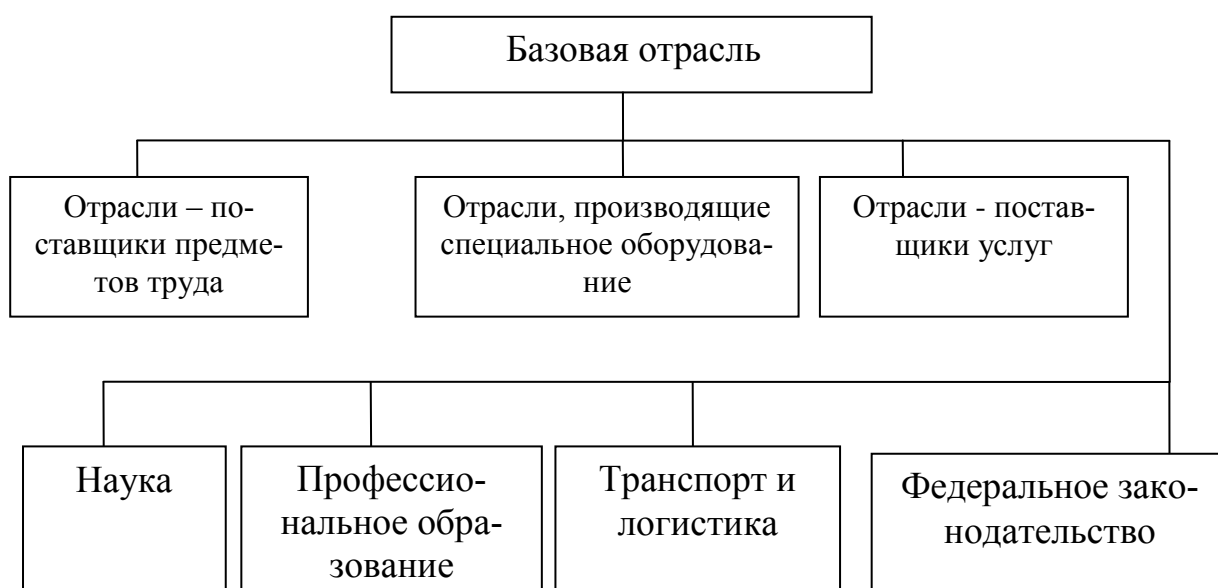 Базовая отрасль
Отрасли – по-
ставщики предме-
тов труда
Отрасли, производящие
специальное оборудова-
ние
Отрасли - постав-
щики услуг
Наука
Профессио-
нальное обра-
зование
Транспорт и
логистика
Федеральное зако-
нодательство